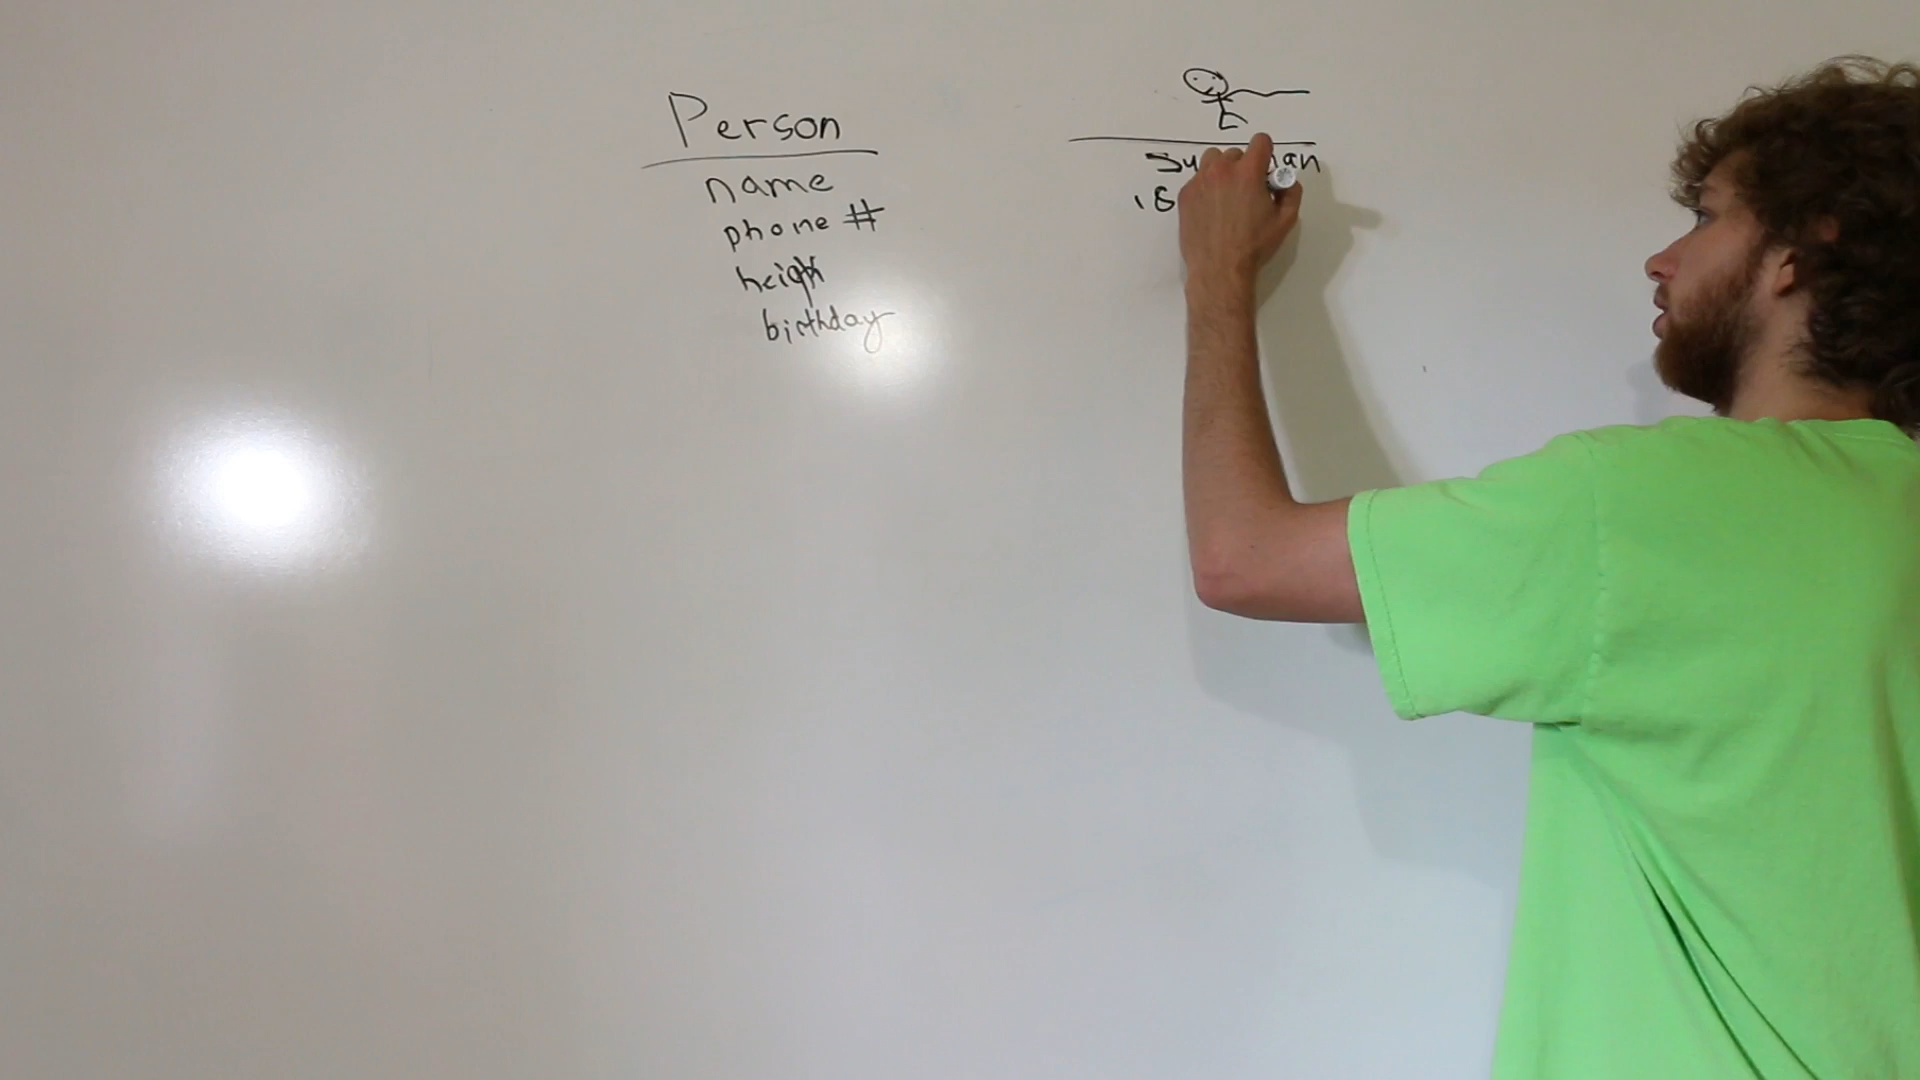 Person
name
phone #
heigh
birthday